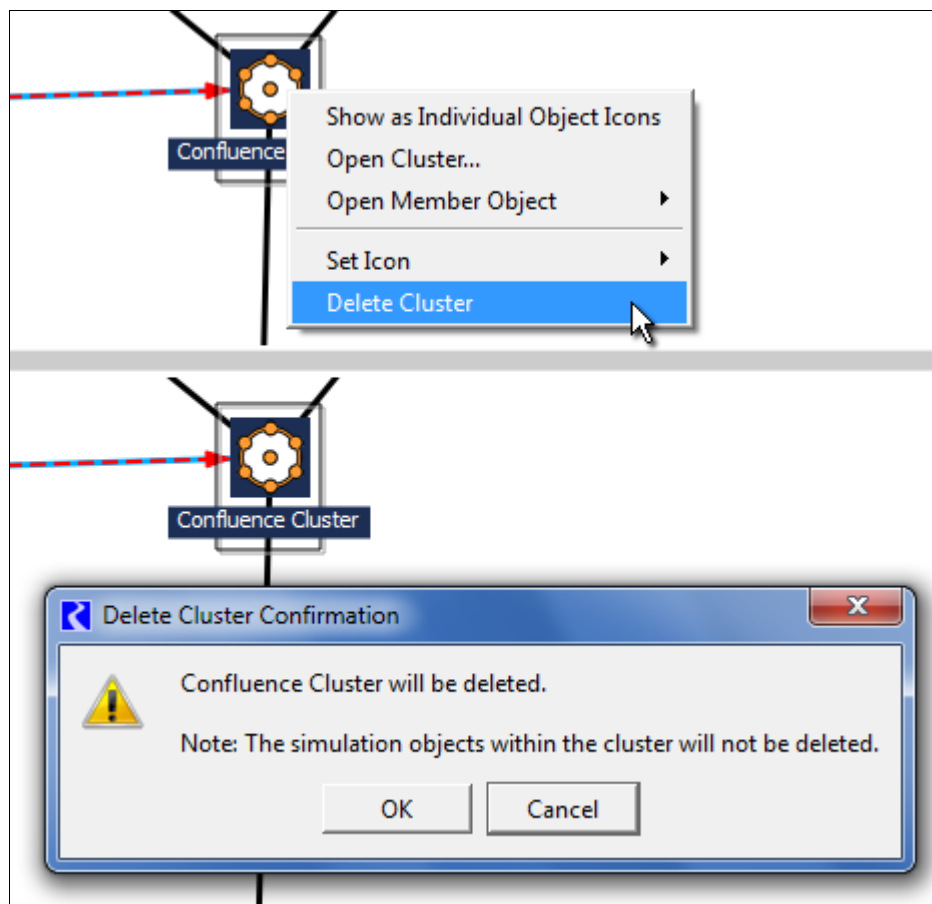 Show as Individual Object Icons
Confluence
Open Cluster...
Open Member Object
Set Icon
Delete Cluster
Confluence Cluster
Delete Cluster Confirmation
Confluence Cluster will be deleted.
Note: The simulation objects within the cluster will not be deleted.
OK
Cancel